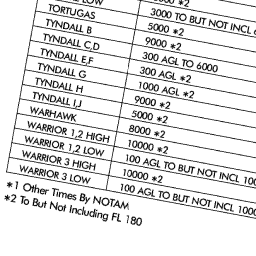 000 *2
LOW 3000 TO BUT NOT INCL
TORTUGAS 5000 *2
TYNDALL B 9000 *2
TYNDALL C,D 300 AGL TO 6000
TYNDALL E,F 300 AGL *2
TYNDALL G 1000 AGL *2
TYNDALL H 9000 *2
TYNDALL I,J 5000 *2
WARHAWK 8000 *2
WARRIOR 1,2 HIGH 10000 *2
WARRIOR 1,2 LOW 100 AGL TO BUT NOT INCL 100
WARRIOR 3 HIGH 10000 *2
WARRIOR 3 LOW 100 AGL TO BUT NOT INCL 1000
*1 Other Times By NOTAM
*2 To But Not Including FL 180